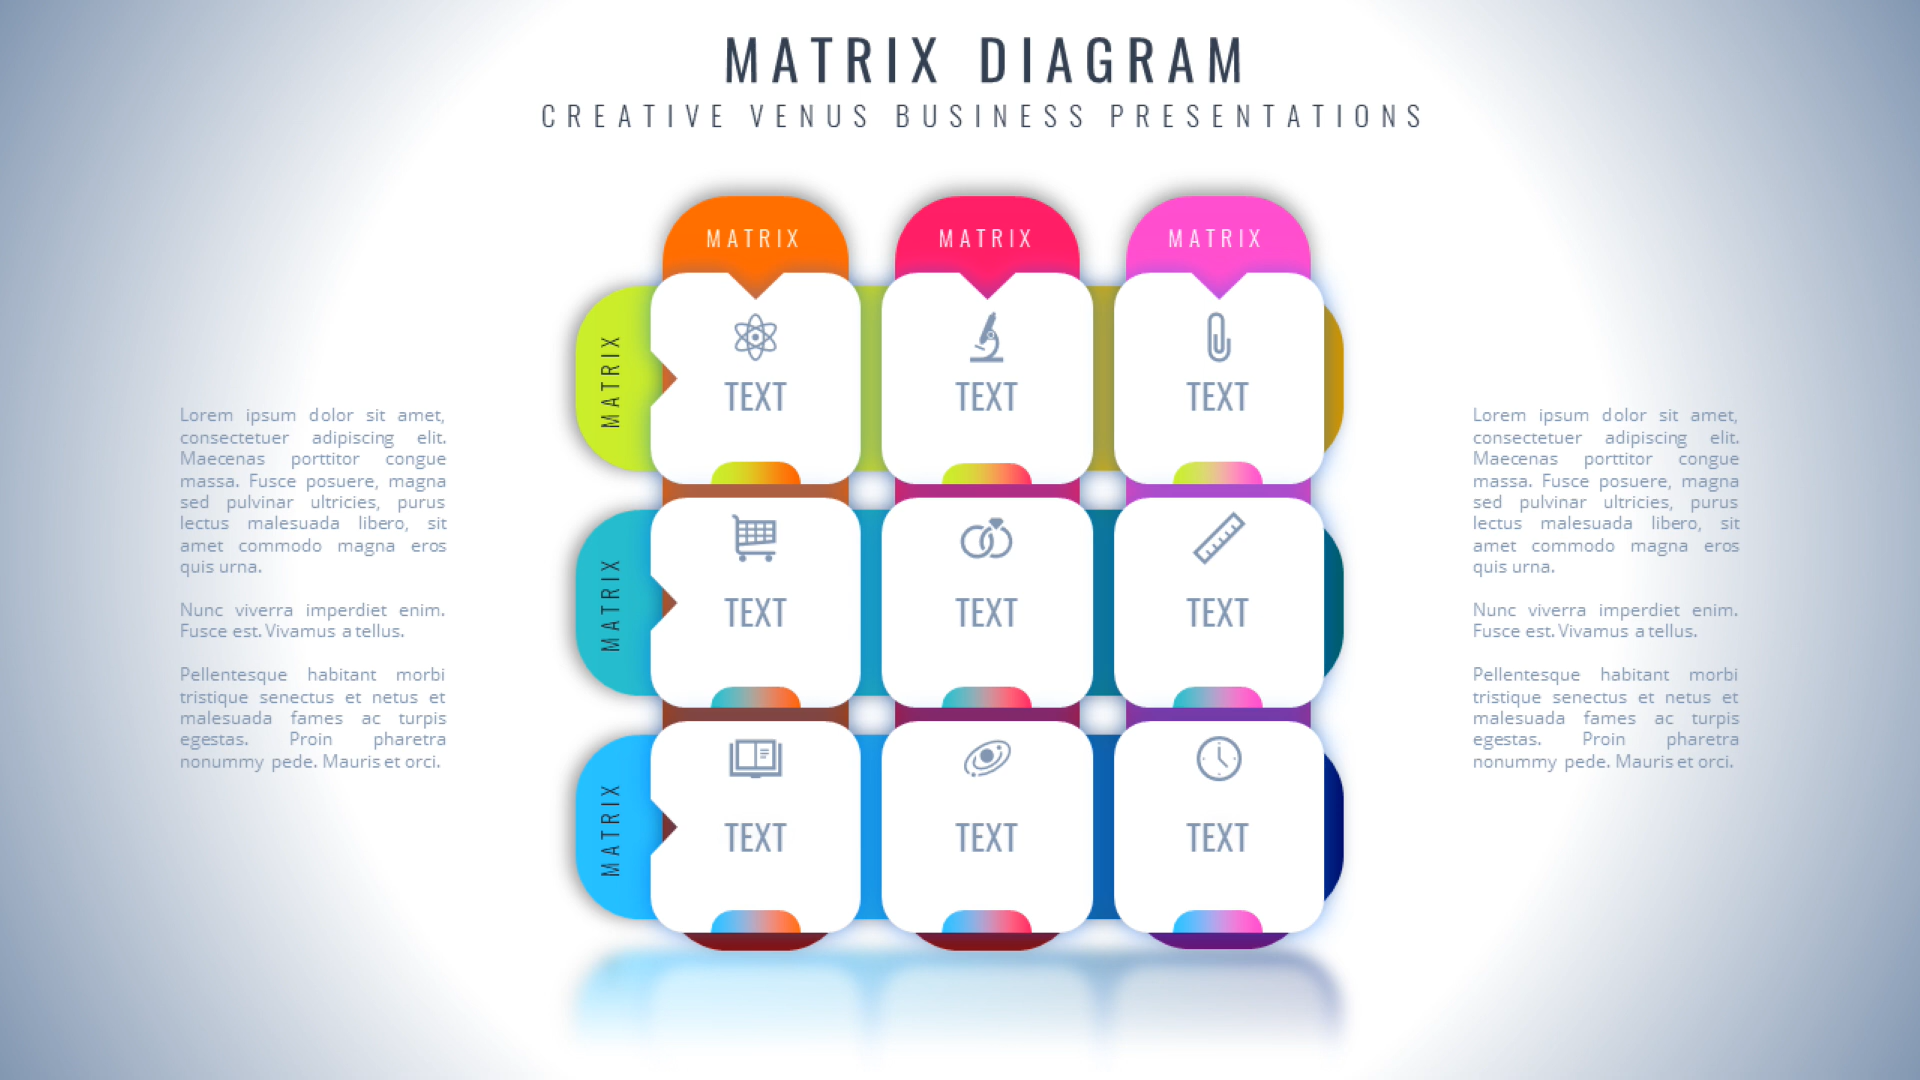 MATRIX DIAGRAM
CREATIVE VENUS BUSINESS PRESENTATIONS
MATRIX MATRIX MATRIX
MATRIX
TEXT TEXT TEXT
MATRIX
TEXT TEXT TEXT
MATRIX
TEXT TEXT TEXT
Lorem ipsum dolor sit amet,
consectetuer adipiscing elit.
Maecenas porttitor congue
massa. Fusce posuere, magna
sed pulvinar ultricies, purus
lectus malesuada libero, sit
amet commodo magna eros
quis urna.
Nunc viverra imperdiet enim.
Fusce est. Vivamus a tellus.
Pellentesque habitant morbi
tristique senectus et netus et
malesuada fames ac turpis
egestas. Proin pharetra
nonummy pede. Mauris et orci.
Lorem ipsum dolor sit amet,
consectetuer adipiscing elit.
Maecenas porttitor congue
massa. Fusce posuere, magna
sed pulvinar ultricies, purus
lectus malesuada libero, sit
amet commodo magna eros
quis urna.
Nunc viverra imperdiet enim.
Fusce est. Vivamus a tellus.
Pellentesque habitant morbi
tristique senectus et netus et
malesuada fames ac turpis
egestas. Proin pharetra
nonummy pede. Mauris et orci.